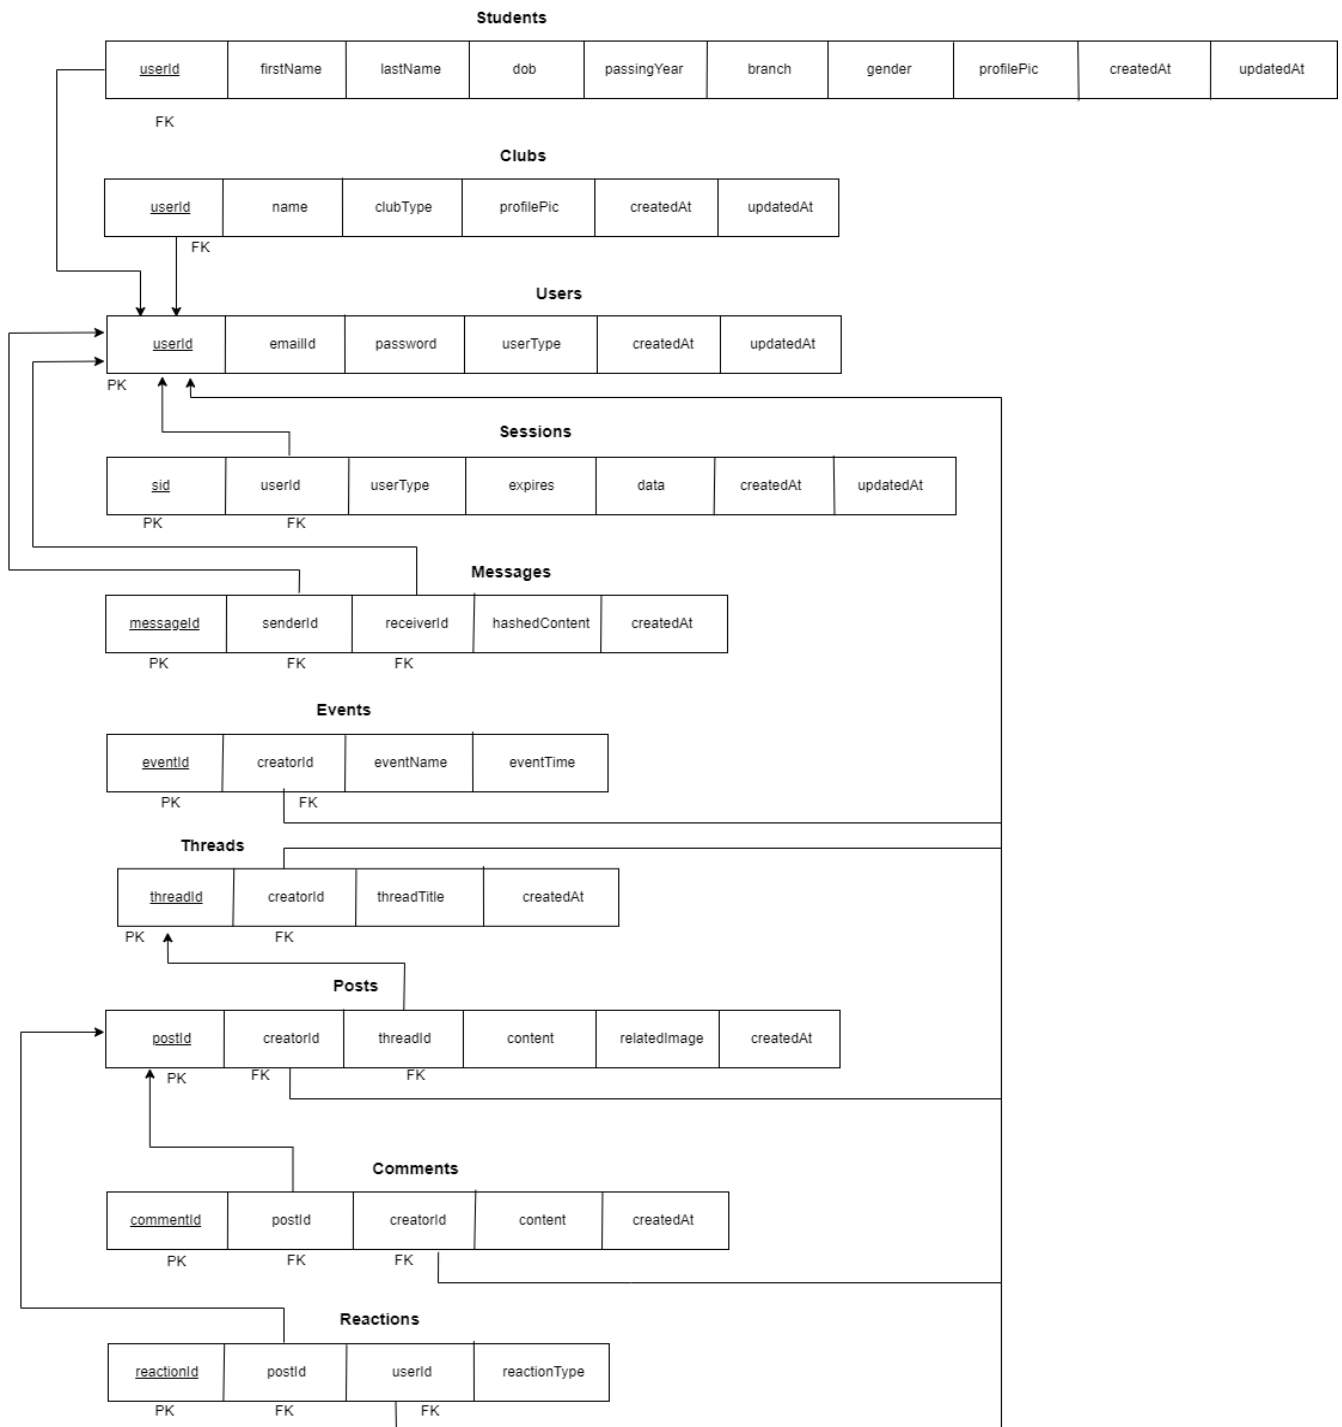 Students
userId firstName lastName dob passingYear branch gender profilePic createdAt updatedAt
FK
Clubs
userId name clubType profilePic createdAt updatedAt
FK
Users
userId emailId password userType createdAt updatedAt
PK
Sessions
sid userId userType expires data createdAt updatedAt
PK FK
Messages
messageId senderId receiverId hashedContent createdAt
PK FK FK
Events
eventId creatorId eventName eventTime
PK FK
Threads
threadId creatorId threadTitle createdAt
PK FK
Posts
postId creatorId threadId content relatedImage createdAt
PK FK FK
Comments
commentId postId creatorId content createdAt
PK FK FK
Reactions
reactionId postId userId reactionType
PK FK FK